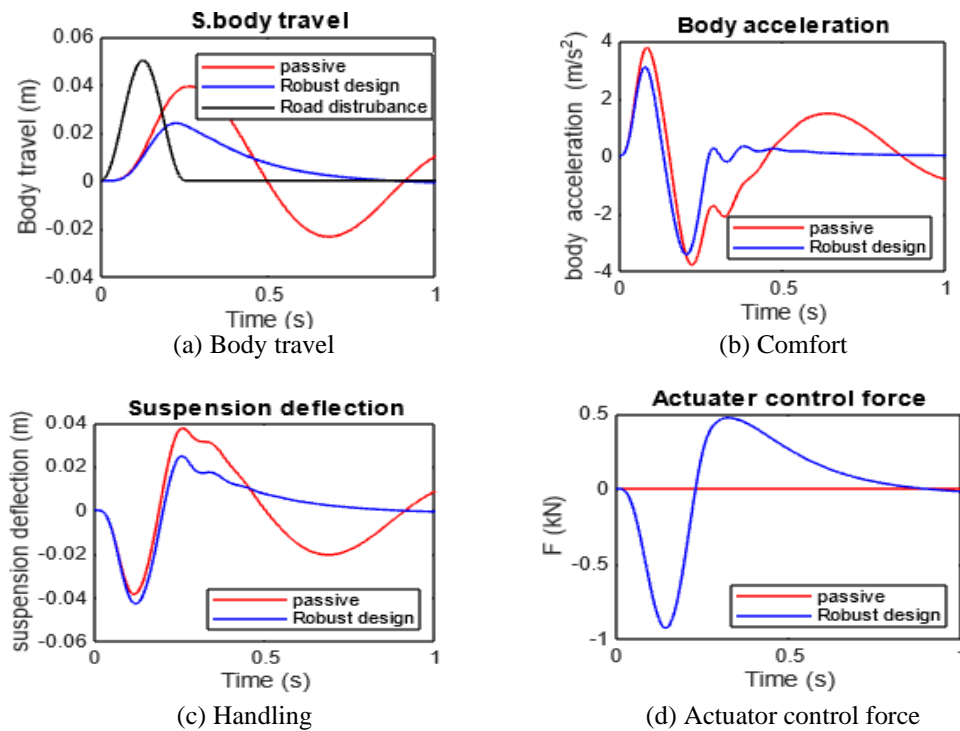 S.body travel
0.06
0.04
0.02
0
-0.02
-0.04
Body travel (m)
passive
Robust design
Road distrubance
0
0.5
1
Time (s)
(a) Body travel
Body acceleration
4
2
0
-2
-4
body acceleration (m/s²)
passive
Robust design
0
0.5
1
Time (s)
(b) Comfort
Suspension deflection
0.04
0.02
0
-0.02
-0.04
-0.06
suspension deflection (m)
passive
Robust design
0
0.5
1
Time (s)
(c) Handling
Actuater control force
0.5
0
-0.5
-1
F (kN)
passive
Robust design
0
0.5
1
Time (s)
(d) Actuator control force